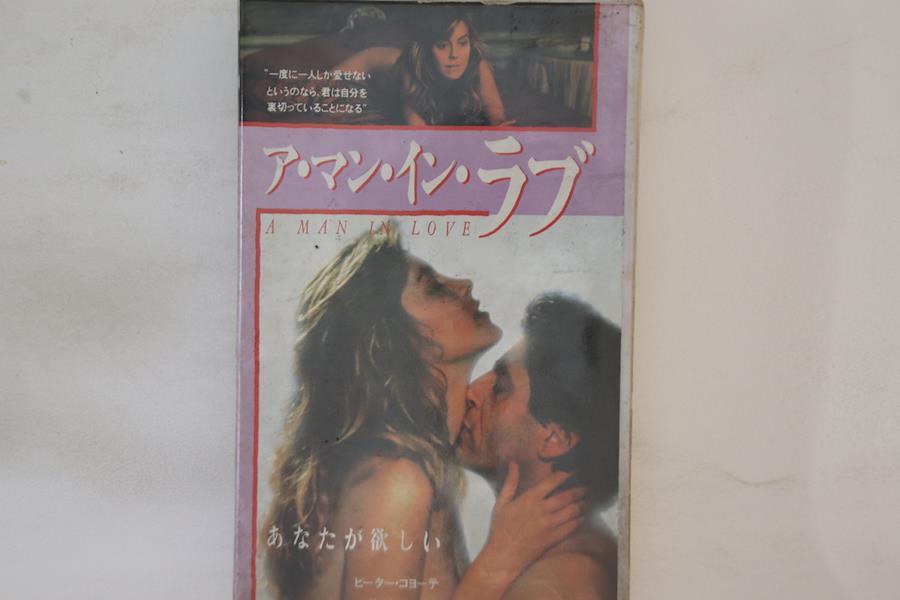 “一度に一人しか愛せない
というのなら、君は自分を
裏切っていることになる”
ア・マン・イン・ラブ
A MAN IN LOVE
あなたが欲しい
ピーター・コヨーテ